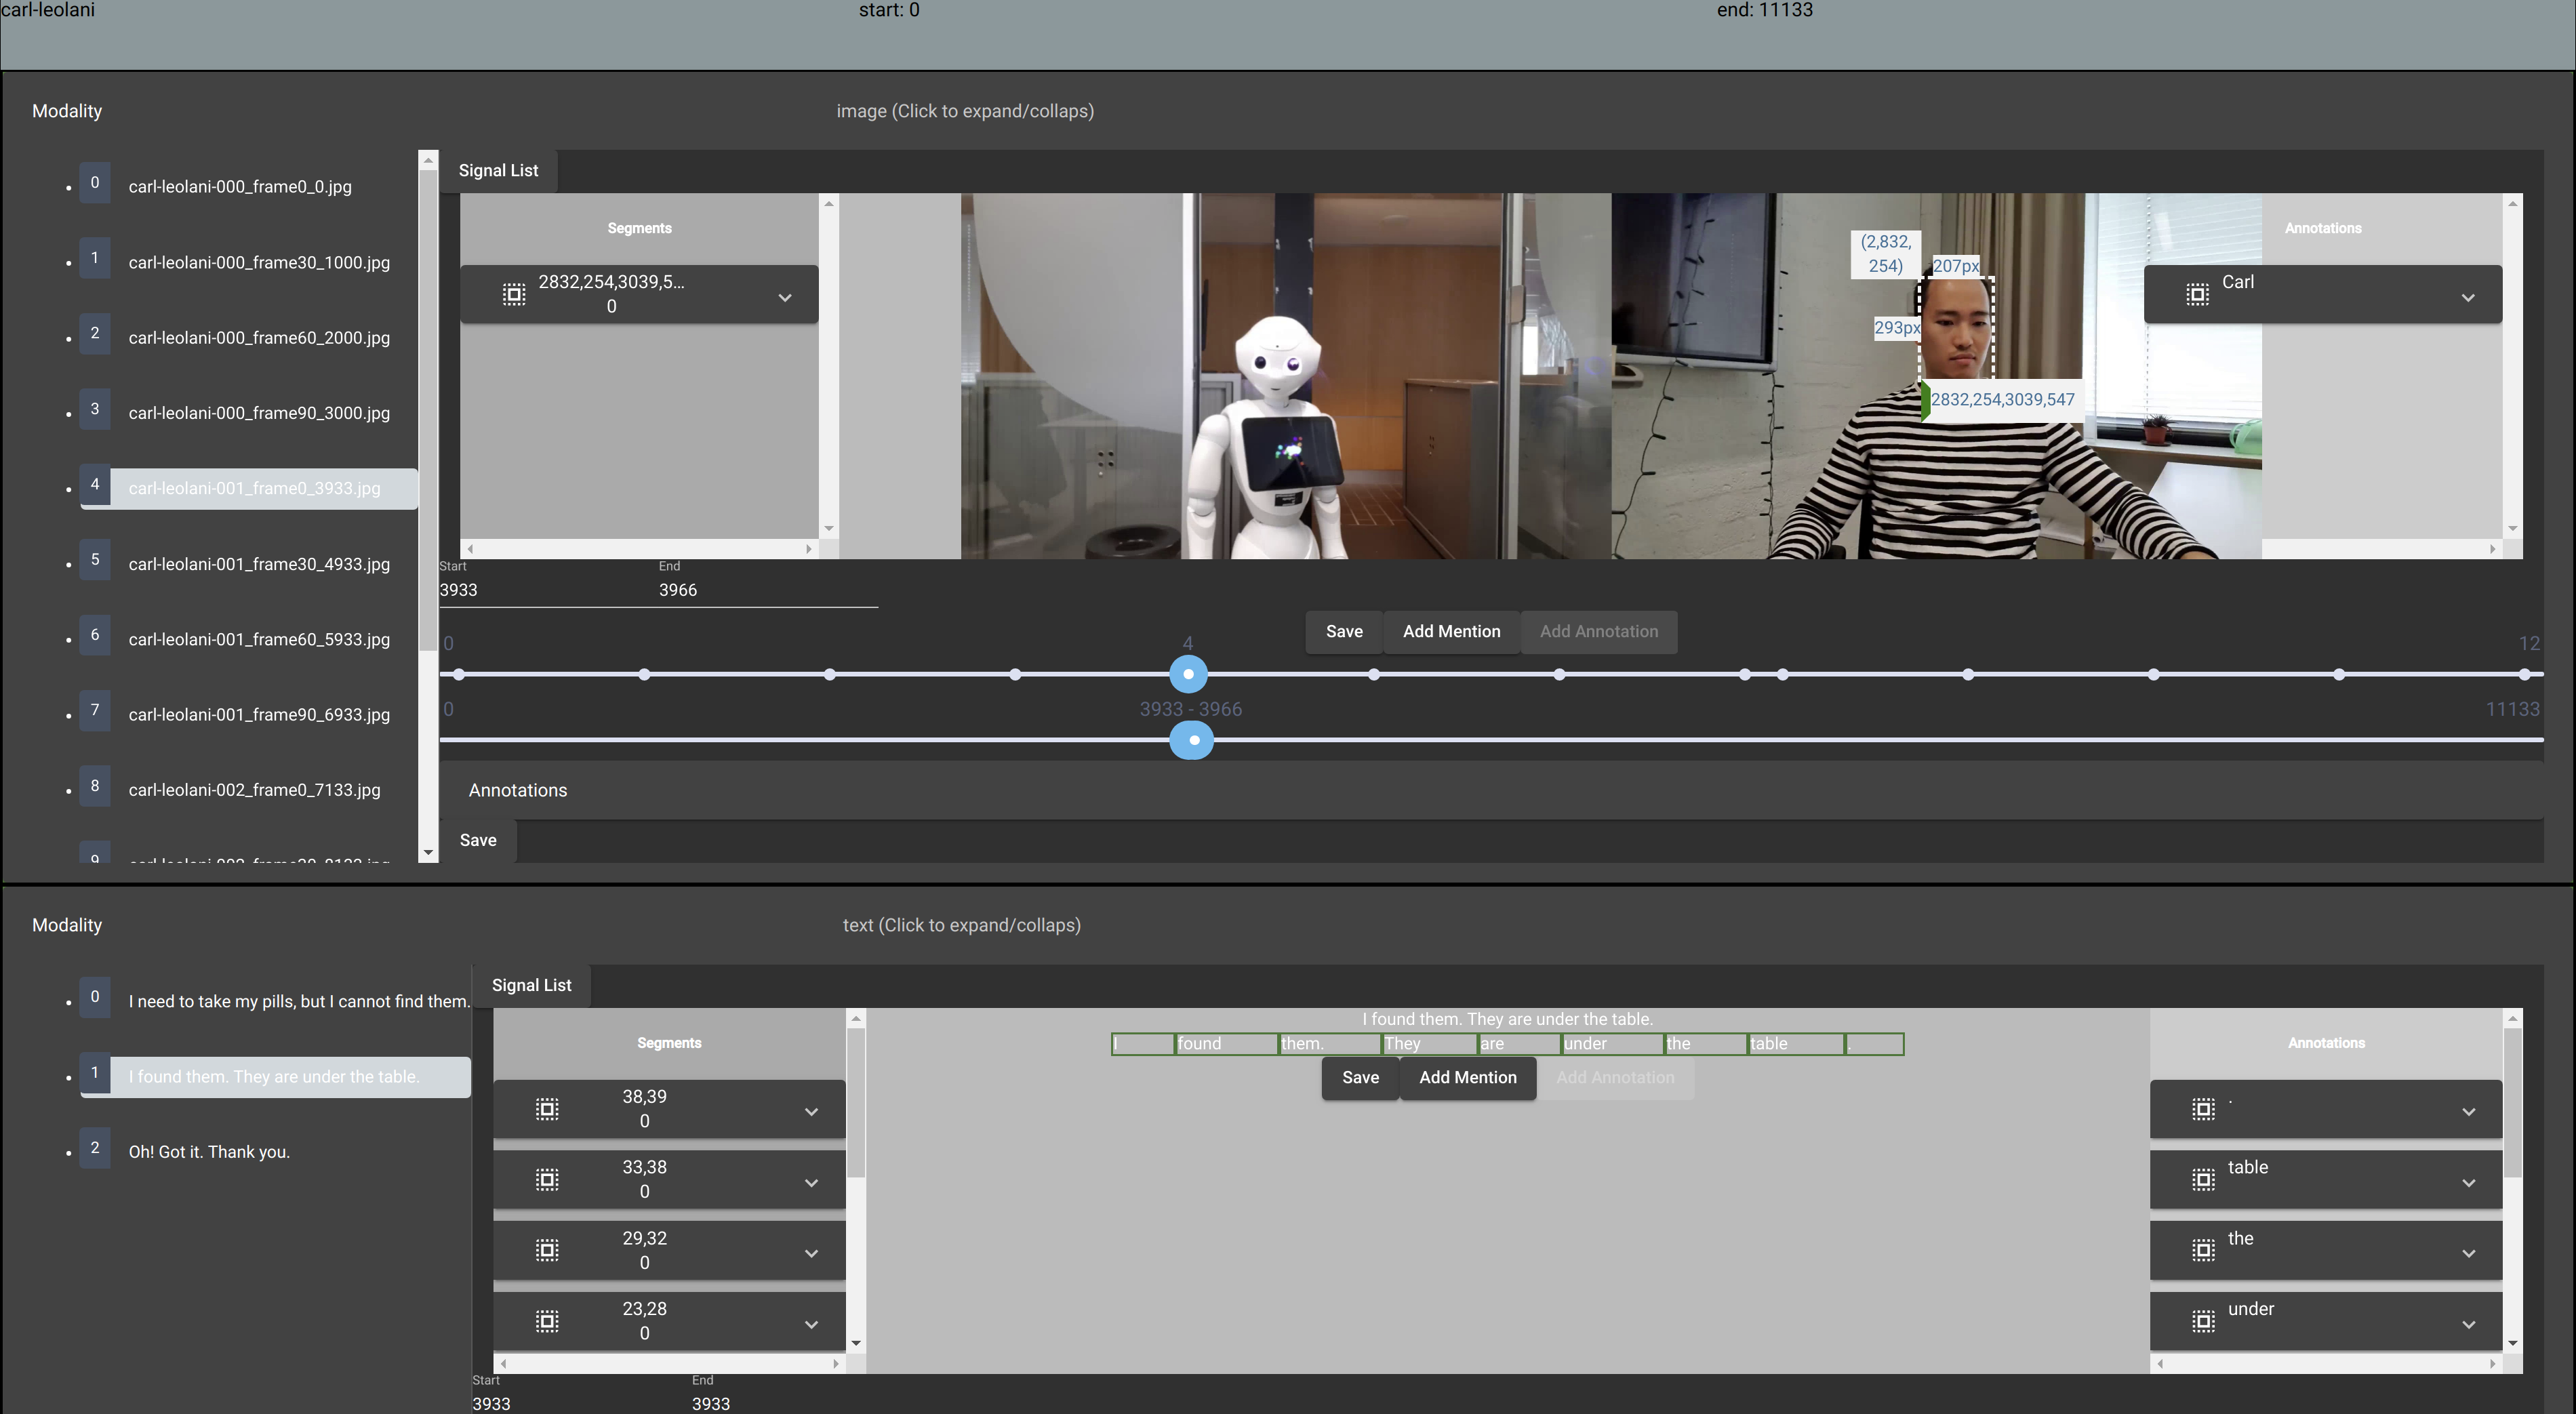 carl-leolani start: 0 end: 11133
Modality image (Click to expand/collaps)
0 carl-leolani-000_frame0_0.jpg
1 carl-leolani-000_frame30_1000.jpg
2 carl-leolani-000_frame60_2000.jpg
3 carl-leolani-000_frame90_3000.jpg
4 carl-leolani-001_frame0_3933.jpg
5 carl-leolani-001_frame30_4933.jpg
6 carl-leolani-001_frame60_5933.jpg
7 carl-leolani-001_frame90_6933.jpg
8 carl-leolani-002_frame0_7133.jpg
9
Signal List
Segments
2832,254,3039,5...
0
(2,832,
254)
207px
293px
2832,254,3039,547
Annotations
Carl
Start End
3933 3966
Save Add Mention Add Annotation
0 4 12
0 3933 - 3966 11133
Annotations
Save
Modality text (Click to expand/collaps)
0 I need to take my pills, but I cannot find them.
1 I found them. They are under the table.
2 Oh! Got it. Thank you.
Signal List
Segments
38,39
0
33,38
0
29,32
0
23,28
0
I found them. They are under the table.
I found them. They are under the table .
Save Add Mention Add Annotation
Annotations
.
table
the
under
Start End
3933 3933